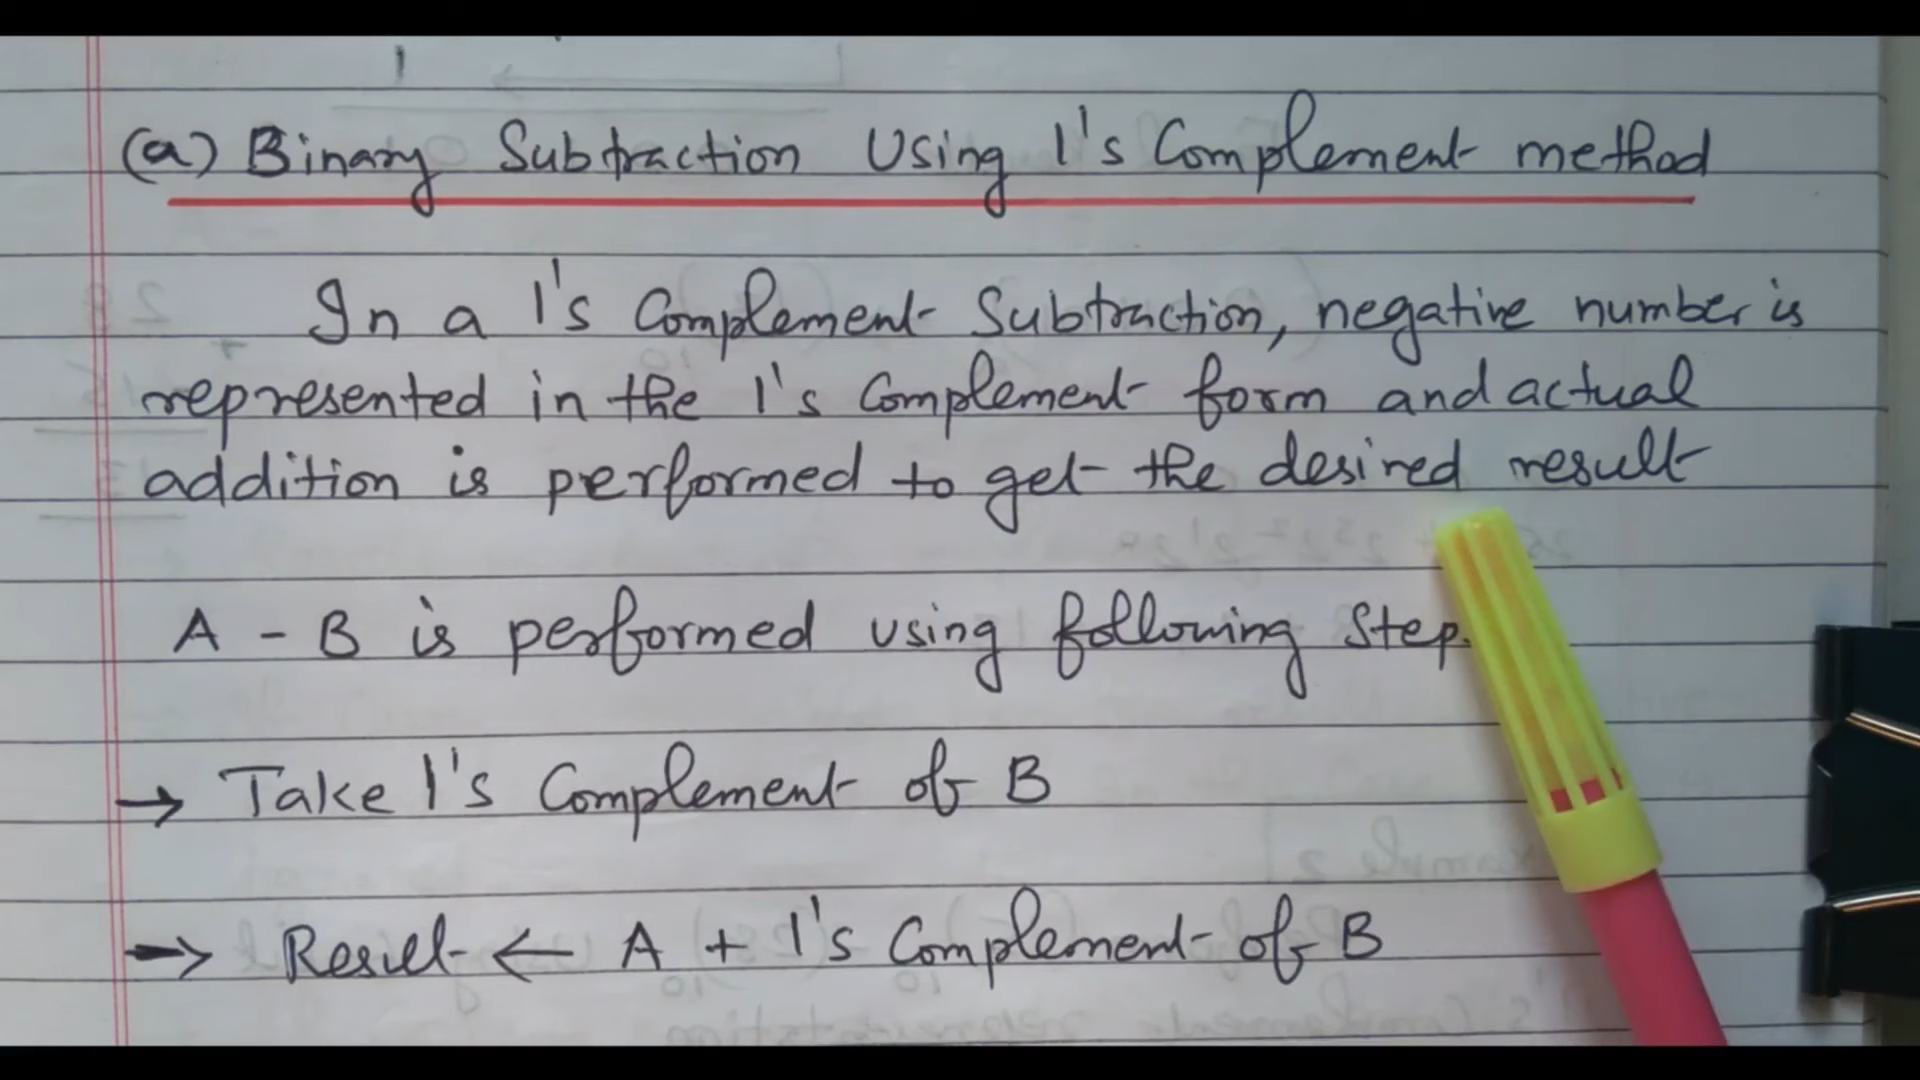 (a) Binary Subtraction Using 1's Complement method
In a 1's Complement Subtraction, negative number is
represented in the 1's Complement form and actual
addition is performed to get the desired result
A - B is performed using following Step
→ Take 1's Complement of B
→ Result ← A + 1's Complement of B